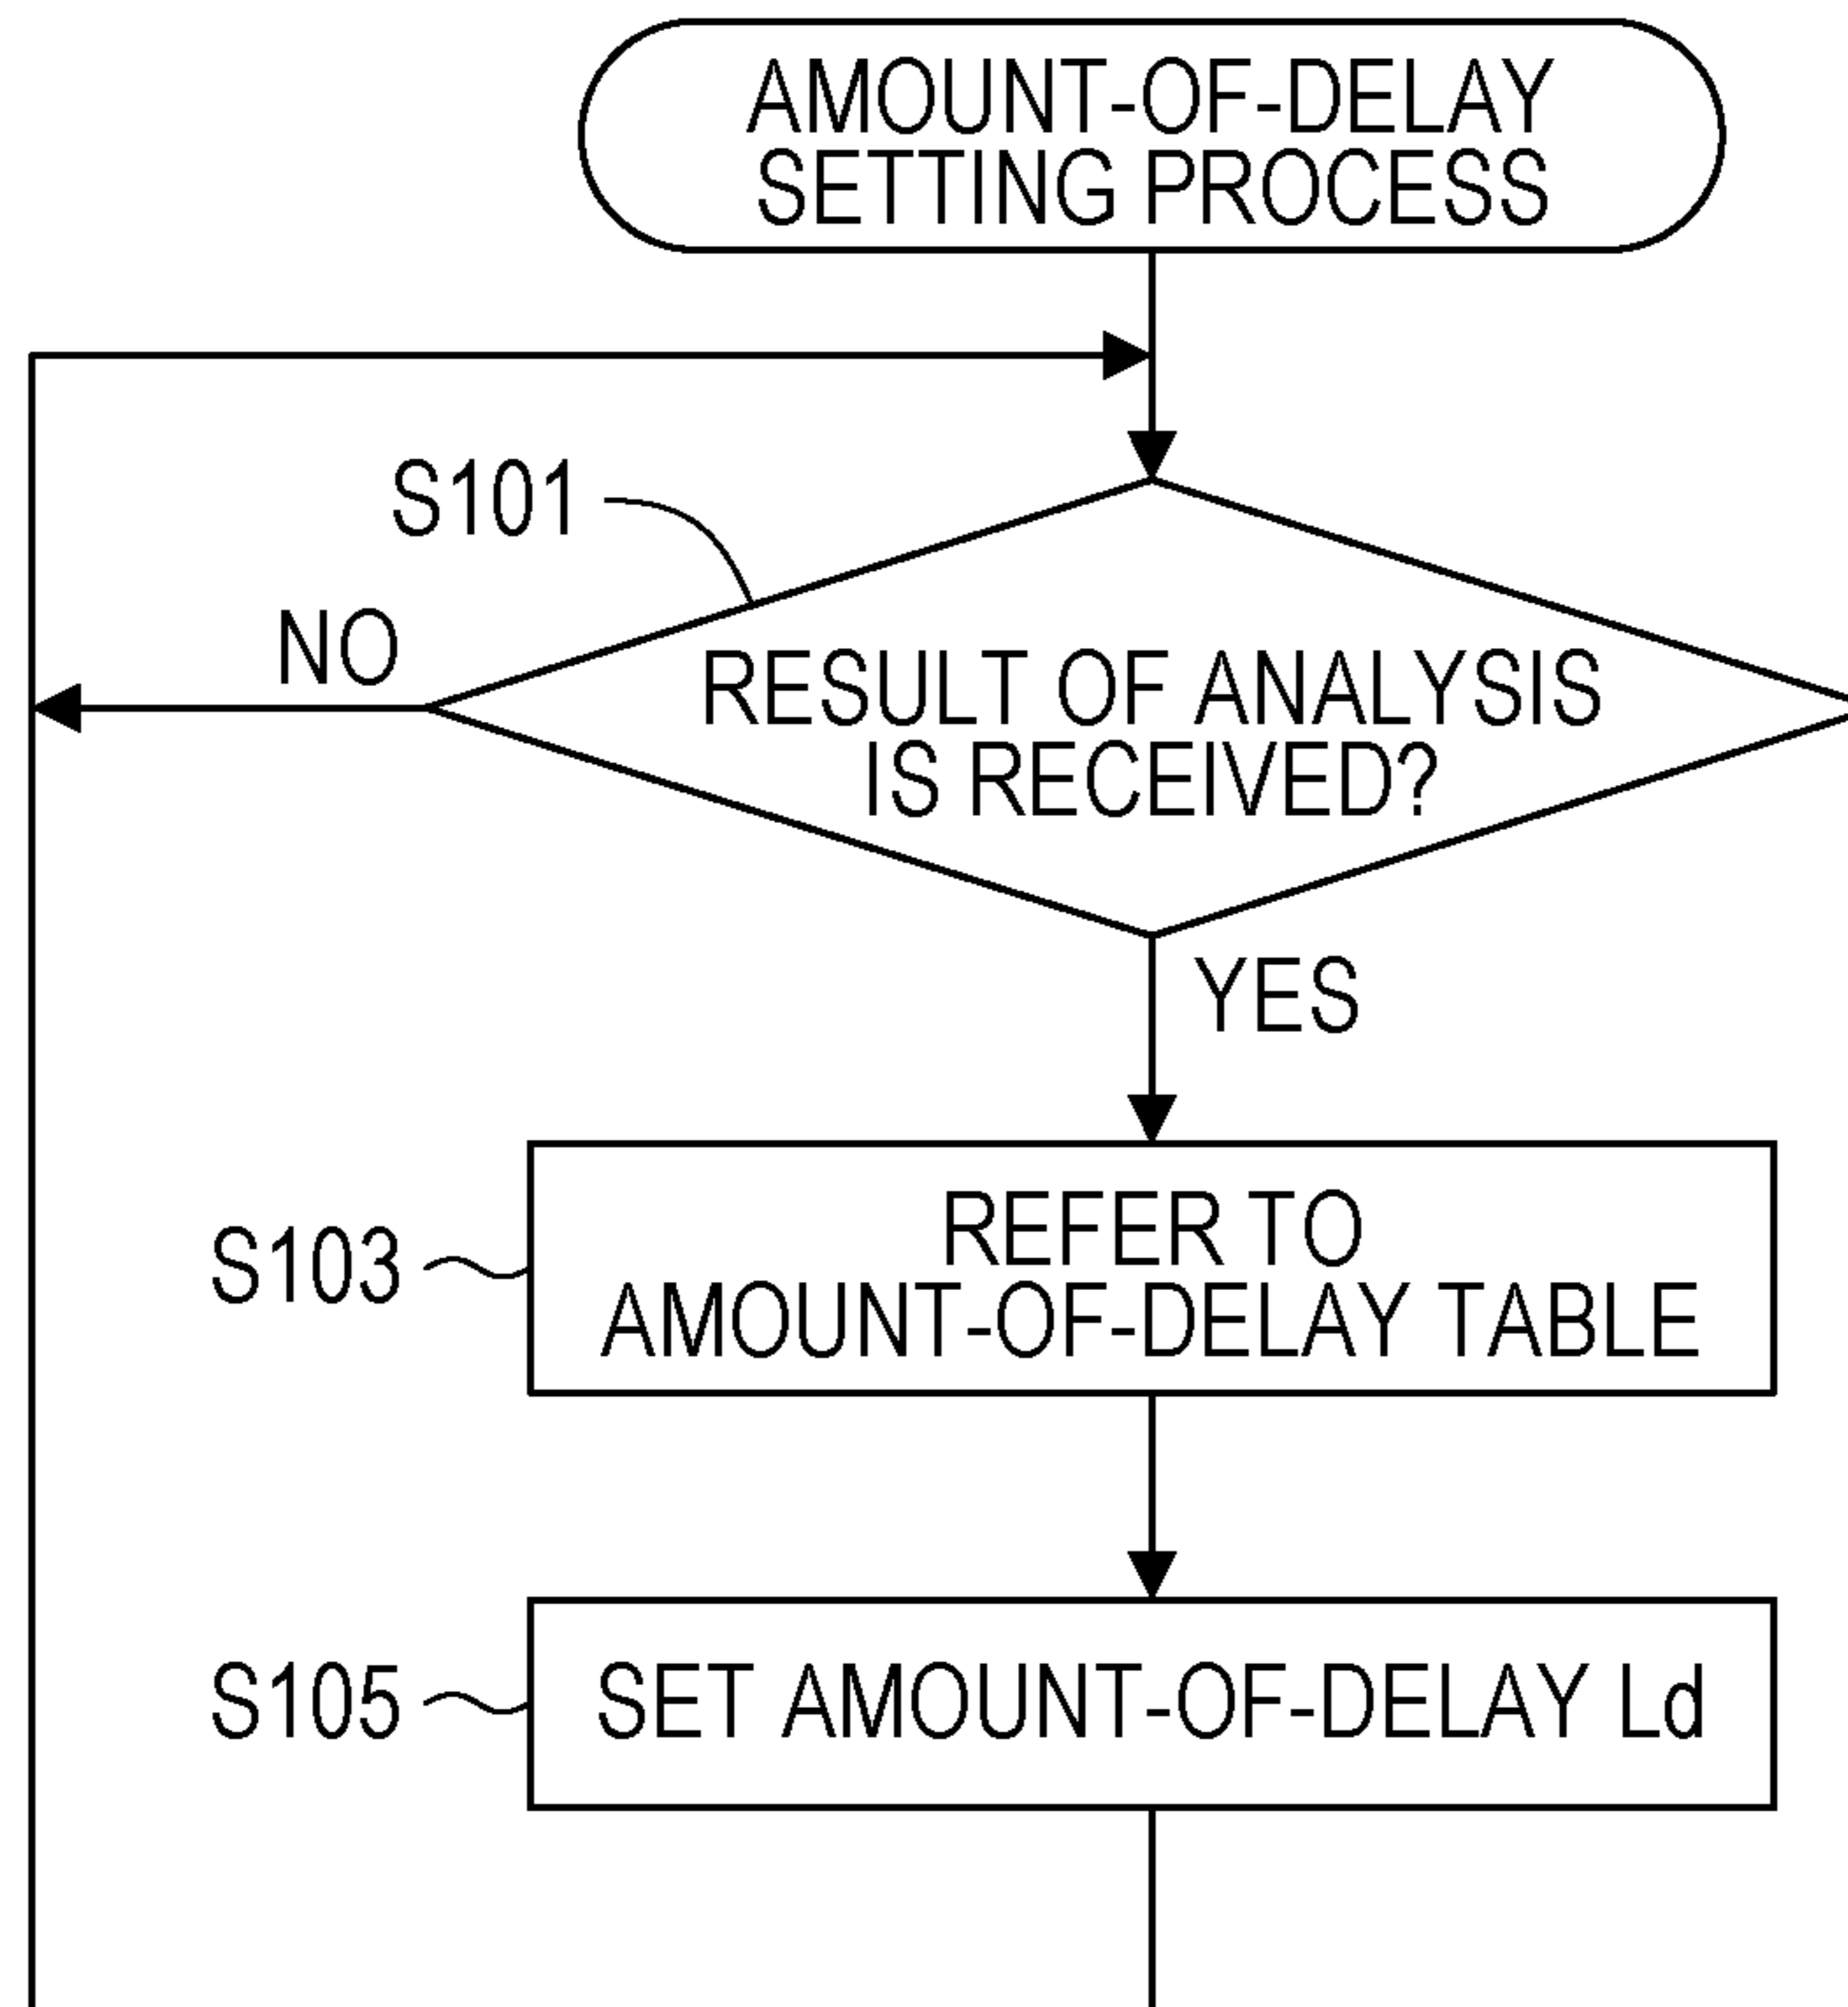 AMOUNT-OF-DELAY
SETTING PROCESS
S101
NO
RESULT OF ANALYSIS
IS RECEIVED?
YES
S103
REFER TO
AMOUNT-OF-DELAY TABLE
S105
SET AMOUNT-OF-DELAY Ld